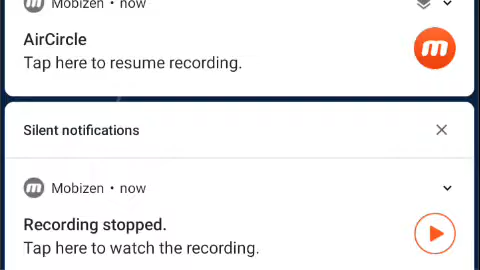 Mobizen • now
AirCircle
Tap here to resume recording.
Silent notifications
Mobizen • now
Recording stopped.
Tap here to watch the recording.